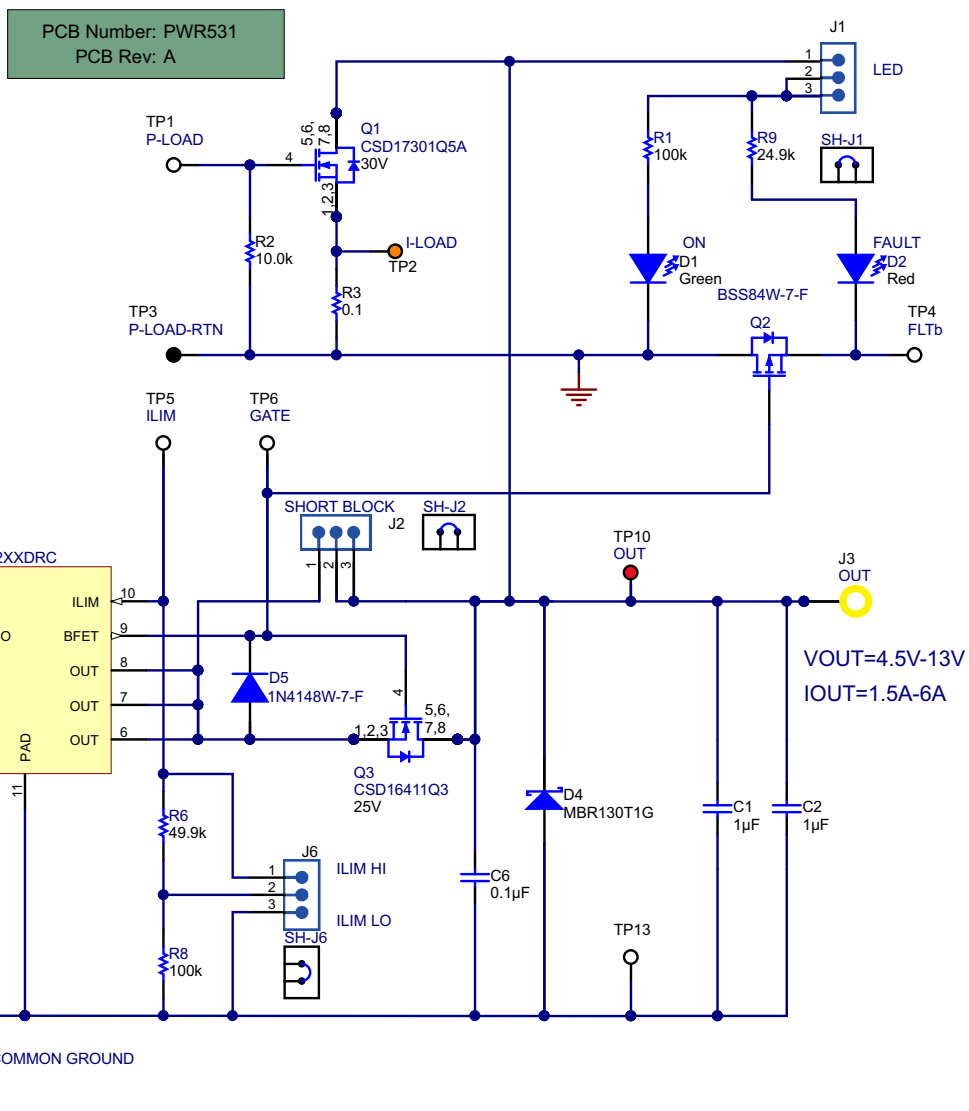 PCB Number: PWR531
PCB Rev: A
J1
1
2
3
LED
TP1
P-LOAD
5,6,
7,8
Q1
CSD17301Q5A
30V
4
1,2,3
R1
100k
R9
24.9k
SH-J1
R2
10.0k
I-LOAD
TP2
ON
D1
Green
FAULT
D2
Red
R3
0.1
BSS84W-7-F
TP3
P-LOAD-RTN
Q2
TP4
FLTb
TP5
ILIM
TP6
GATE
SHORT BLOCK
J2
SH-J2
1
2
3
TP10
OUT
J3
OUT
2XXDRC
ILIM
10
O
BFET
9
OUT
8
OUT
7
OUT
6
PAD
11
D5
1N4148W-7-F
4
5,6,
7,8
1,2,3
Q3
CSD16411Q3
25V
VOUT=4.5V-13V
IOUT=1.5A-6A
D4
MBR130T1G
C1
1µF
C2
1µF
R6
49.9k
J6
1
2
3
ILIM HI
ILIM LO
SH-J6
C6
0.1µF
R8
100k
TP13
COMMON GROUND